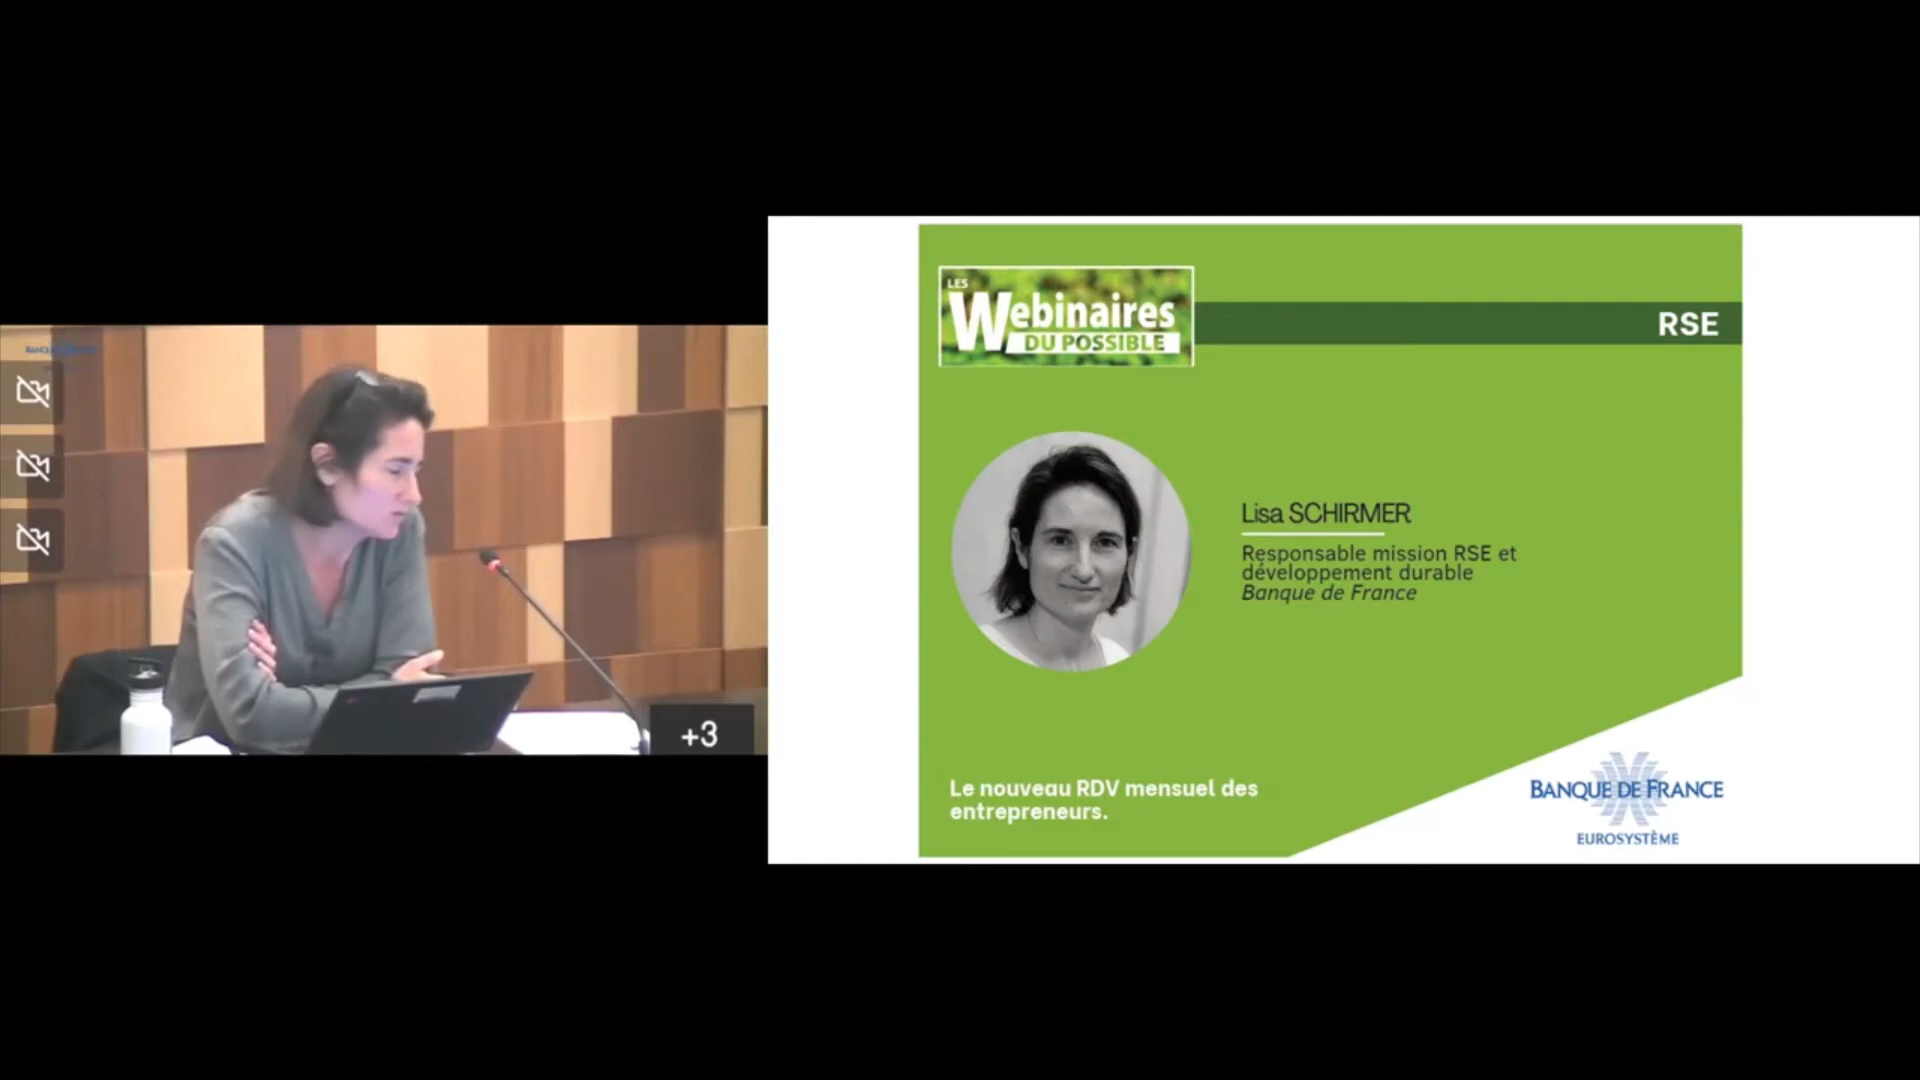 +3
LES
Webinaires
DU POSSIBLE
RSE
Lisa SCHIRMER
Responsable mission RSE et
développement durable
Banque de France
Le nouveau RDV mensuel des
entrepreneurs.
BANQUE DE FRANCE
EUROSYSTÈME